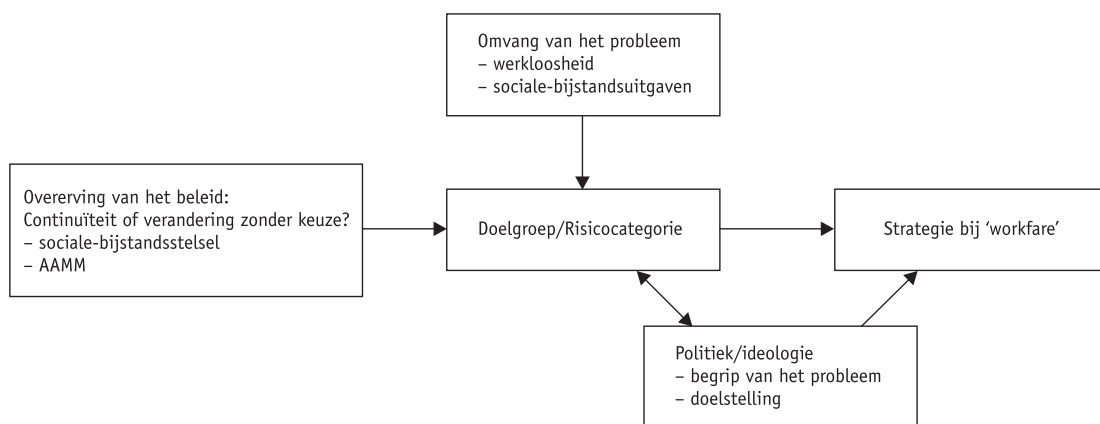 Omvang van het probleem
– werkloosheid
– sociale-bijstandsuitgaven
Overerving van het beleid:
Continuïteit of verandering zonder keuze?
– sociale-bijstandsstelsel
– AAMM
Doelgroep/Risicocategorie
Strategie bij ‘workfare’
Politiek/ideologie
– begrip van het probleem
– doelstelling